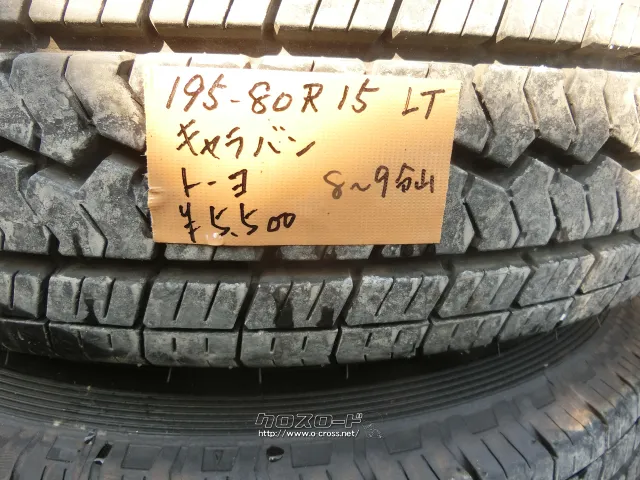 195-80R15 LT
キャラバン
トーヨ 8~9分山
¥5,500
クロスロード
http://www.o-cross.net/